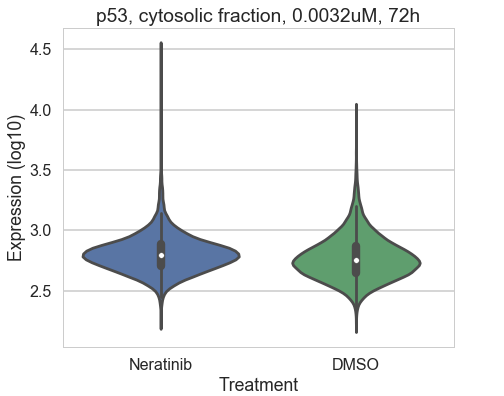 p53, cytosolic fraction, 0.0032uM, 72h
4.5
4.0
3.5
3.0
2.5
Expression (log10)
Neratinib
DMSO
Treatment